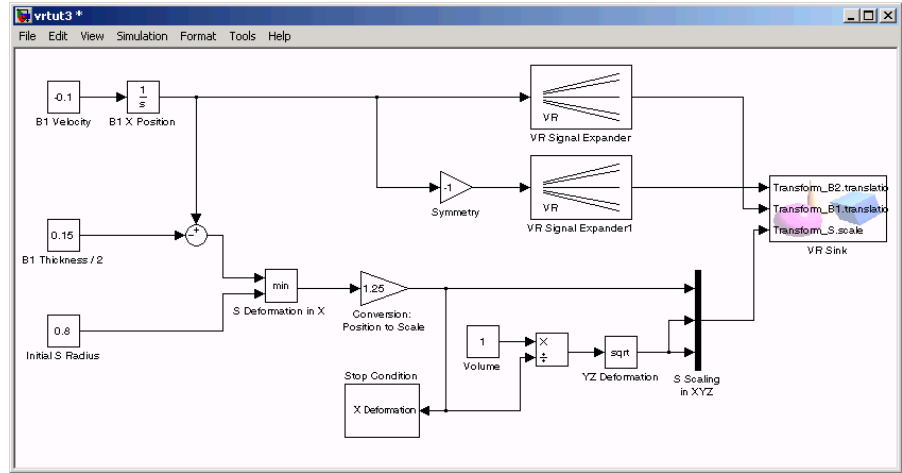 vrtut3 *
File Edit View Simulation Format Tools Help
-0.1
1
s
B1 Velocity
B1 X Position
VR
VR Signal Expander
-1
Symmetry
VR
VR Signal Expander1
Transform_B2.translatio
Transform_B1.translatio
Transform_S.scale
VR Sink
0.15
B1 Thickness / 2
+
−
min
S Deformation in X
1.25
Conversion:
Position to Scale
0.8
Initial S Radius
1
Volume
×
÷
sqrt
YZ Deformation
S Scaling
in XYZ
Stop Condition
X Deformation